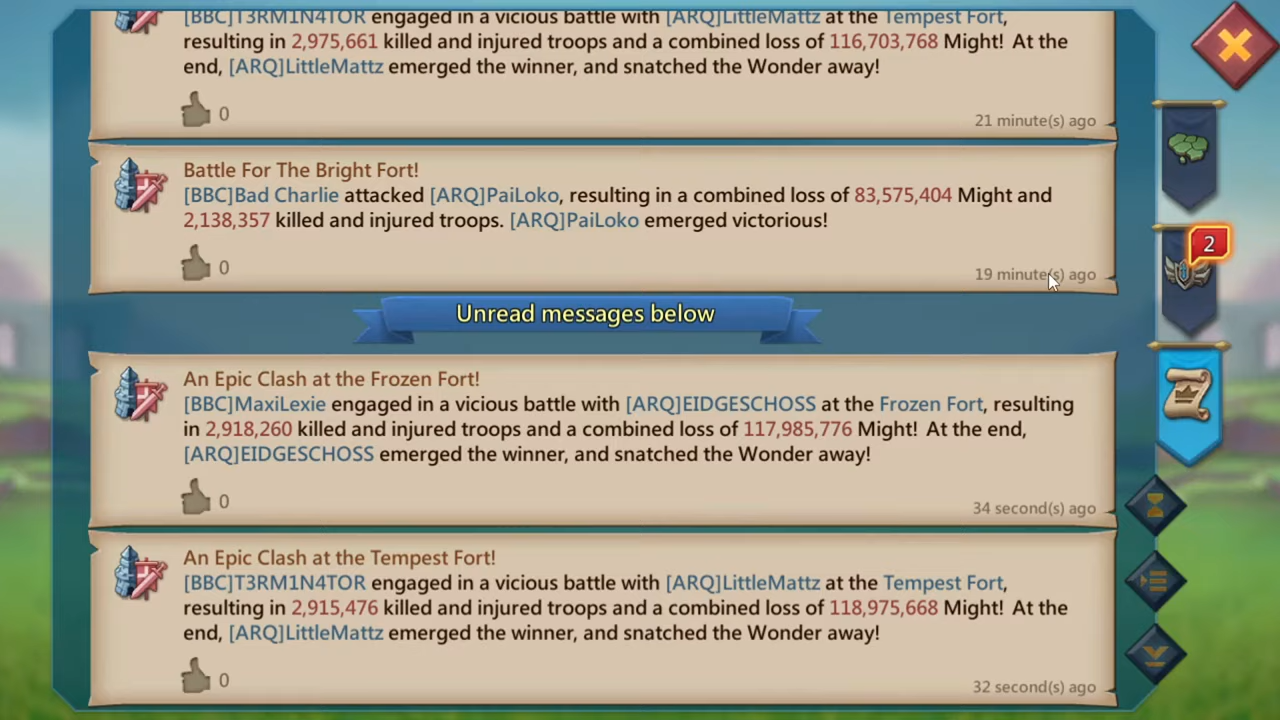 [BBC]T3RM1N4TOR engaged in a vicious battle with [ARQ]LittleMattz at the Tempest Fort,
resulting in 2,975,661 killed and injured troops and a combined loss of 116,703,768 Might! At the
end, [ARQ]LittleMattz emerged the winner, and snatched the Wonder away!
0
21 minute(s) ago
Battle For The Bright Fort!
[BBC]Bad Charlie attacked [ARQ]PaiLoko, resulting in a combined loss of 83,575,404 Might and
2,138,357 killed and injured troops. [ARQ]PaiLoko emerged victorious!
0
19 minute(s) ago
2
Unread messages below
An Epic Clash at the Frozen Fort!
[BBC]MaxiLexie engaged in a vicious battle with [ARQ]EIDGESCHOSS at the Frozen Fort, resulting
in 2,918,260 killed and injured troops and a combined loss of 117,985,776 Might! At the end,
[ARQ]EIDGESCHOSS emerged the winner, and snatched the Wonder away!
0
34 second(s) ago
An Epic Clash at the Tempest Fort!
[BBC]T3RM1N4TOR engaged in a vicious battle with [ARQ]LittleMattz at the Tempest Fort,
resulting in 2,915,476 killed and injured troops and a combined loss of 118,975,668 Might! At the
end, [ARQ]LittleMattz emerged the winner, and snatched the Wonder away!
0
32 second(s) ago